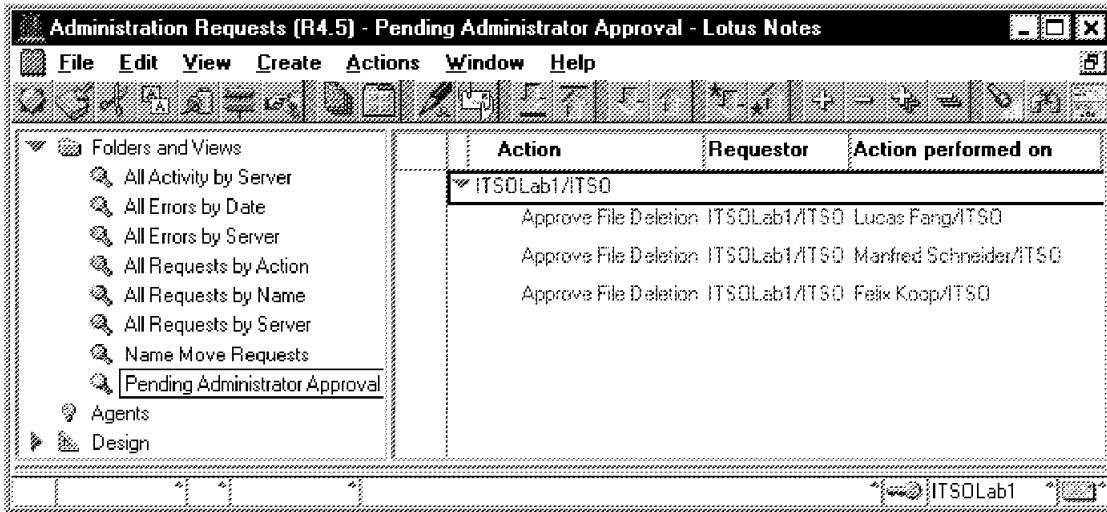 Administration Requests (R4.5) - Pending Administrator Approval - Lotus Notes
File Edit View Create Actions Window Help
Folders and Views
All Activity by Server
All Errors by Date
All Errors by Server
All Requests by Action
All Requests by Name
All Requests by Server
Name Move Requests
Pending Administrator Approval
Agents
Design
Action Requestor Action performed on
ITSOLab1/ITSO
Approve File Deletion ITSOLab1/ITSO Lucas Fang/ITSO
Approve File Deletion ITSOLab1/ITSO Manfred Schneider/ITSO
Approve File Deletion ITSOLab1/ITSO Felix Koop/ITSO
ITSOLab1